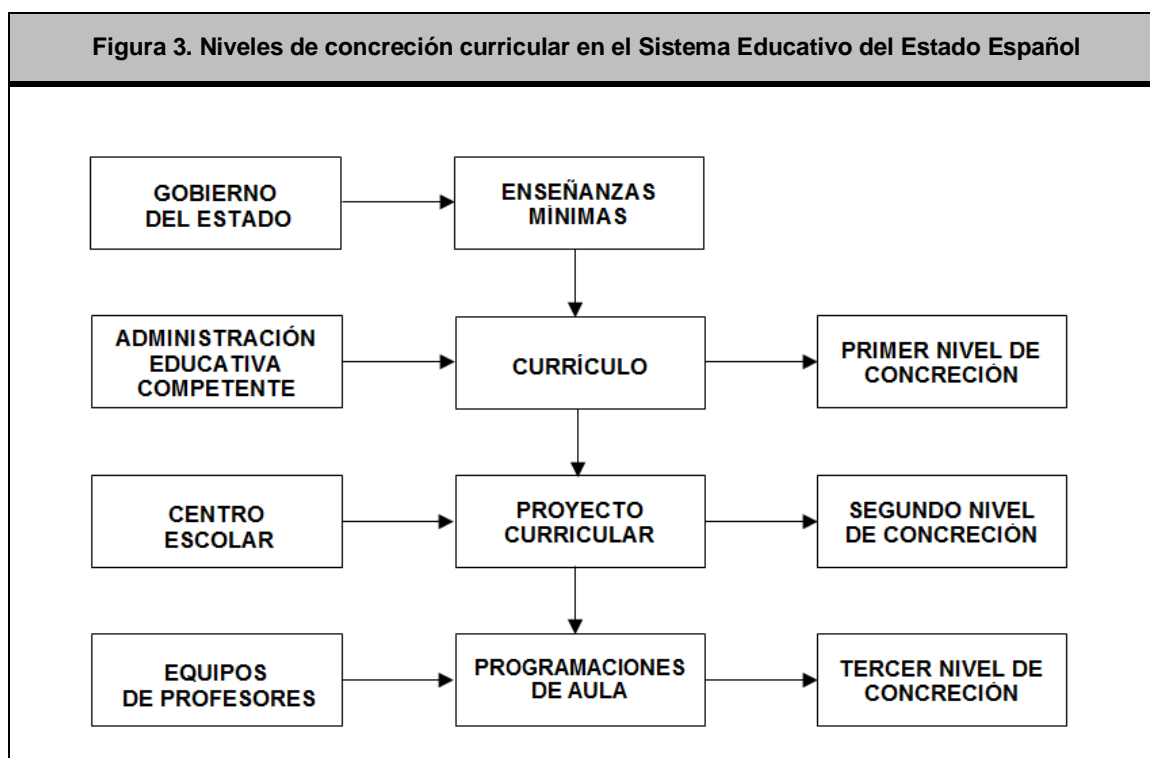 Figura 3. Niveles de concreción curricular en el Sistema Educativo del Estado Español
GOBIERNO
DEL ESTADO
ENSEÑANZAS
MÍNIMAS
ADMINISTRACIÓN
EDUCATIVA
COMPETENTE
CURRÍCULO
PRIMER NIVEL DE
CONCRECIÓN
CENTRO
ESCOLAR
PROYECTO
CURRICULAR
SEGUNDO NIVEL
DE CONCRECIÓN
EQUIPOS
DE PROFESORES
PROGRAMACIONES
DE AULA
TERCER NIVEL DE
CONCRECIÓN